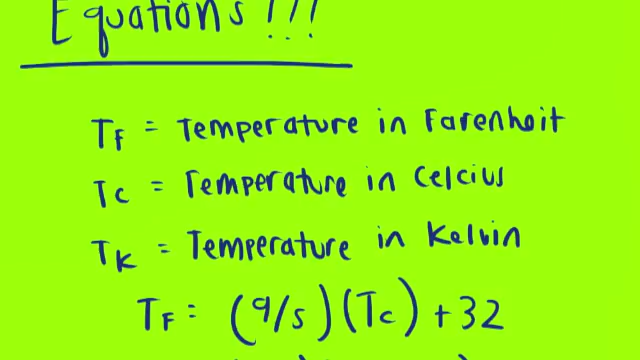 Equations!!!
TF = Temperature in Farenheit
Tc = Temperature in Celcius
TK = Temperature in Kelvin
TF = (9/5)(Tc) + 32